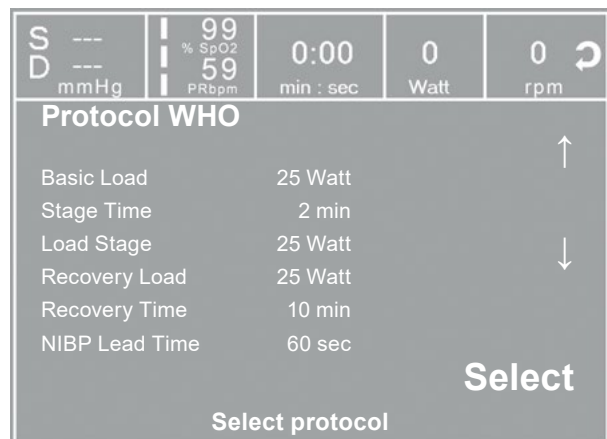 S ---
D ---
mmHg
99
% SpO2
59
PRbpm
0:00
min : sec
0
Watt
0
rpm
Protocol WHO
↑
Basic Load 25 Watt
Stage Time 2 min
Load Stage 25 Watt
↓
Recovery Load 25 Watt
Recovery Time 10 min
NIBP Lead Time 60 sec
Select
Select protocol